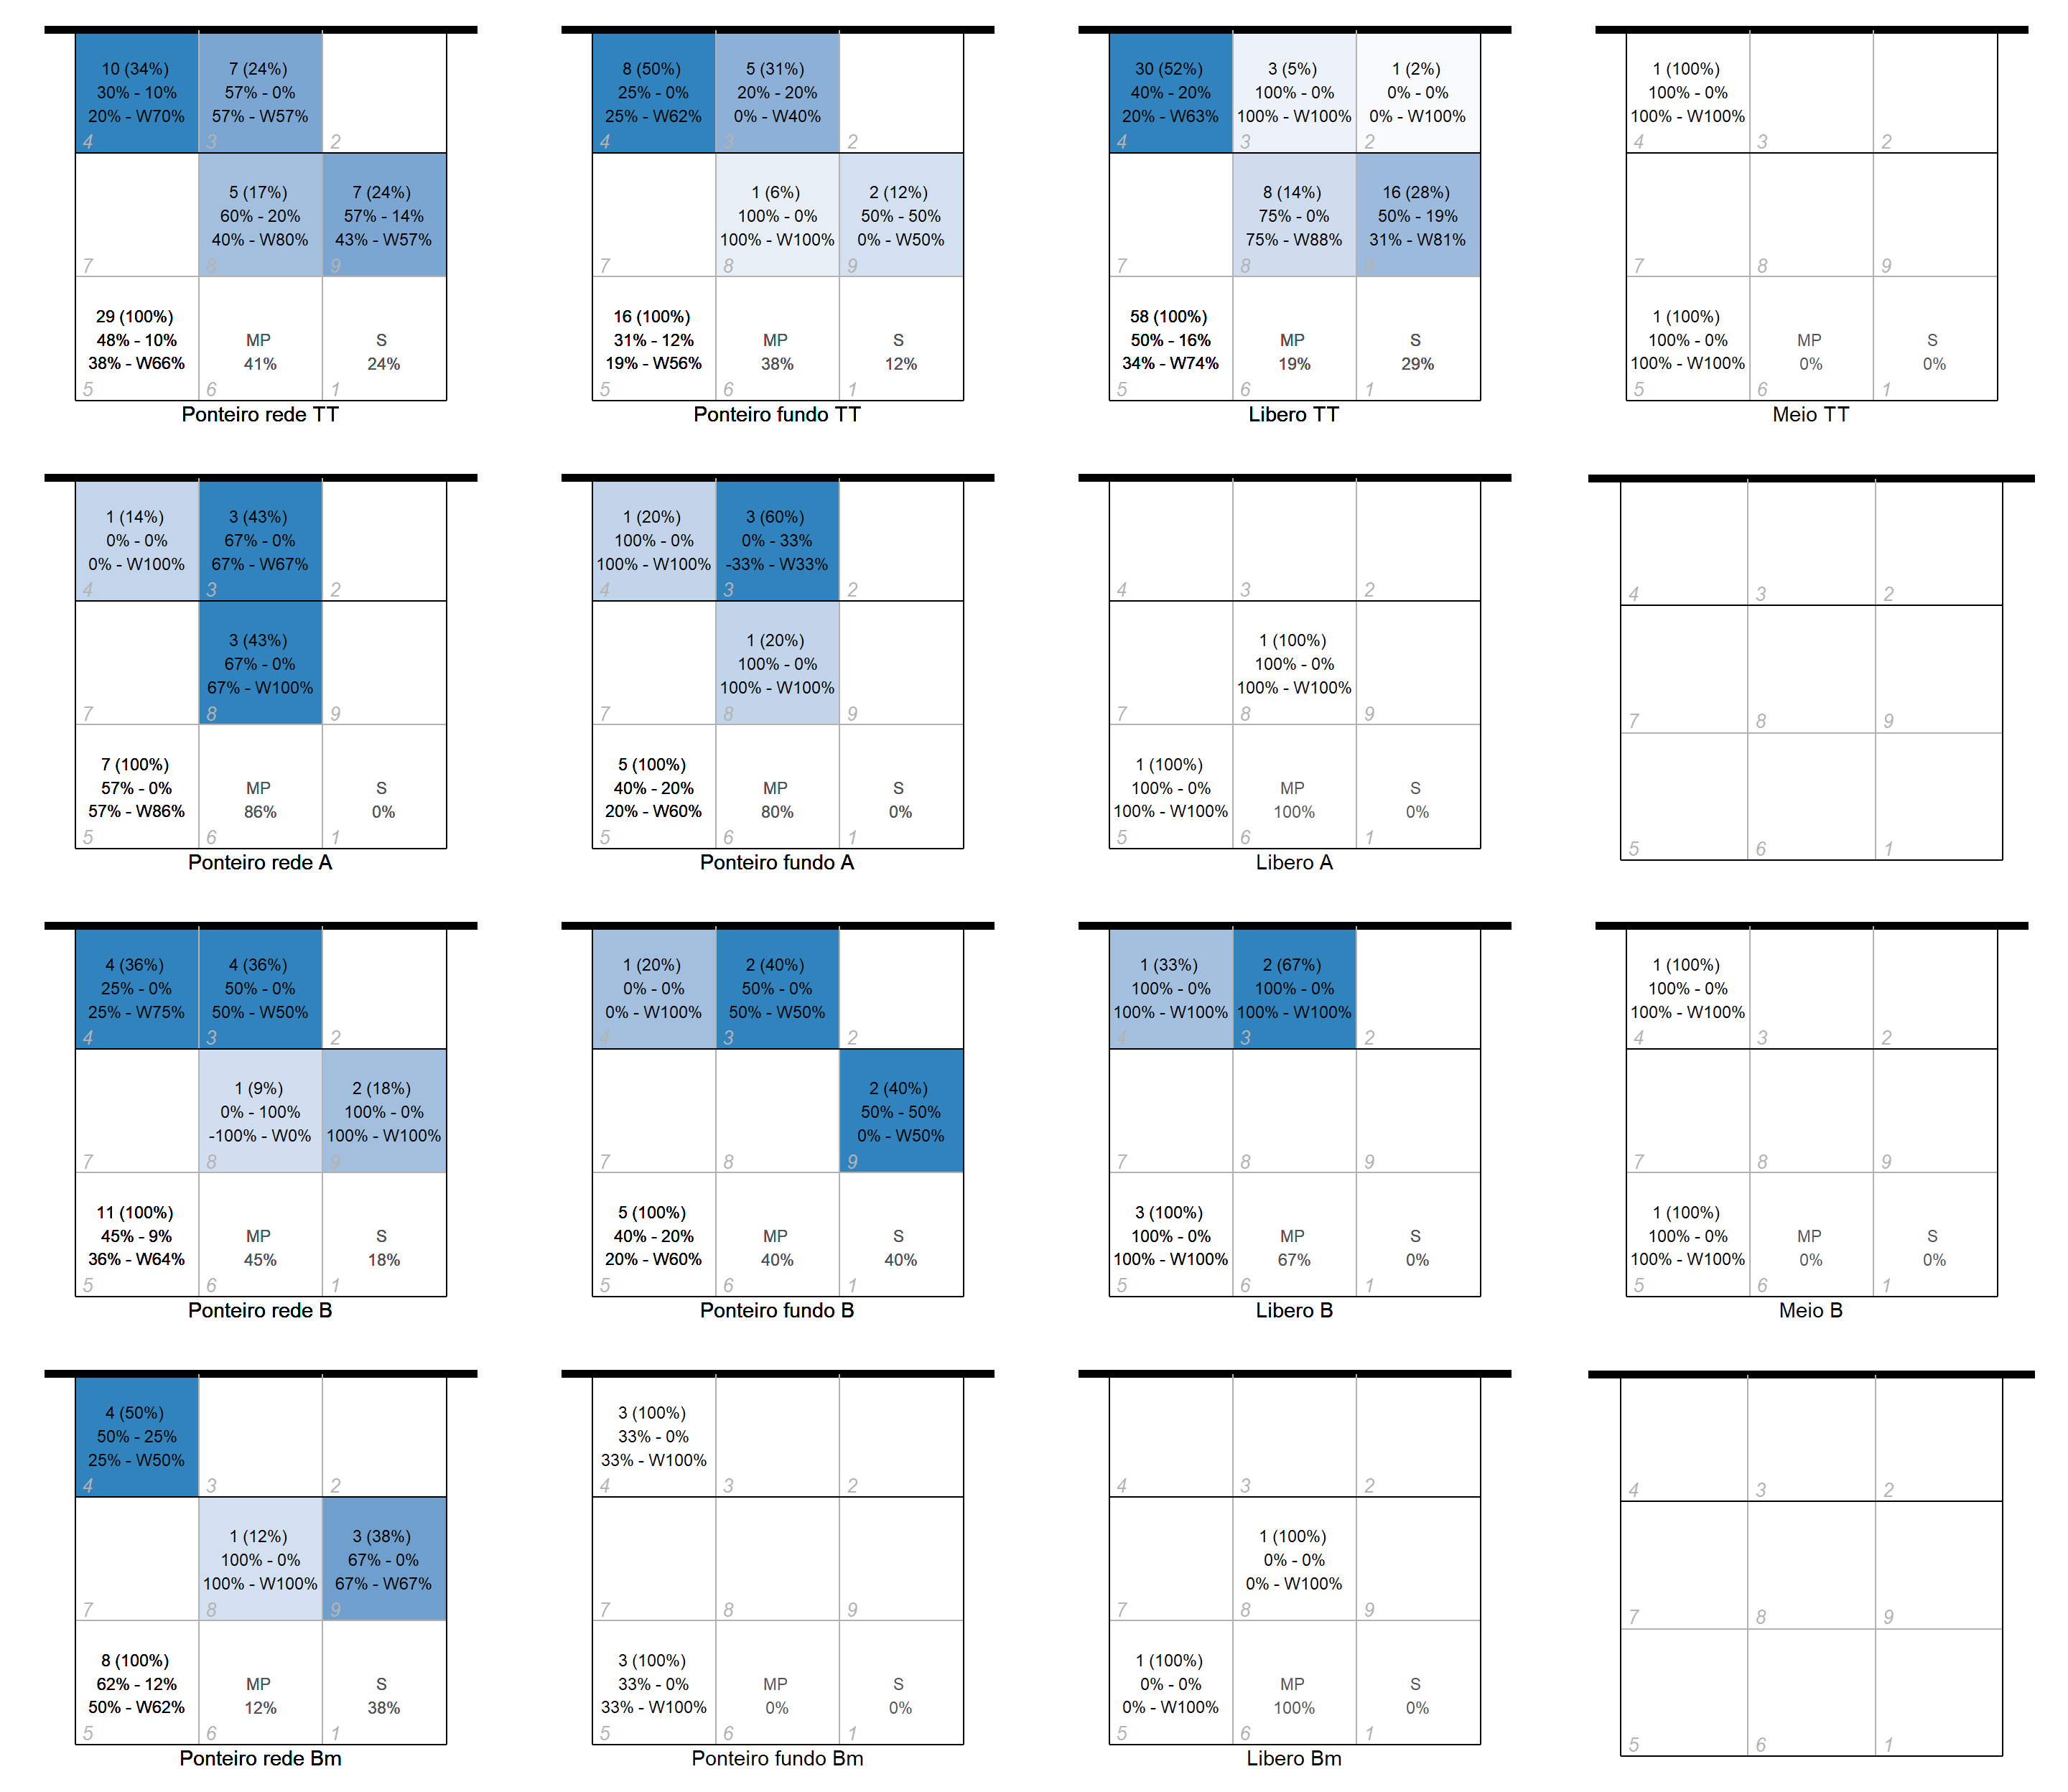 10 (34%)
30% - 10%
20% - W70%
4
7 (24%)
57% - 0%
57% - W57%
3
2
7
5 (17%)
60% - 20%
40% - W80%
8
7 (24%)
57% - 14%
43% - W57%
9
29 (100%)
48% - 10%
38% - W66%
5
MP
41%
6
S
24%
1
Ponteiro rede TT
8 (50%)
25% - 0%
25% - W62%
4
5 (31%)
20% - 20%
0% - W40%
3
2
7
1 (6%)
100% - 0%
100% - W100%
8
2 (12%)
50% - 50%
0% - W50%
9
16 (100%)
31% - 12%
19% - W56%
5
MP
38%
6
S
12%
1
Ponteiro fundo TT
30 (52%)
40% - 20%
20% - W63%
4
3 (5%)
100% - 0%
100% - W100%
3
1 (2%)
0% - 0%
0% - W100%
2
7
8 (14%)
75% - 0%
75% - W88%
8
16 (28%)
50% - 19%
31% - W81%
9
58 (100%)
50% - 16%
34% - W74%
5
MP
19%
6
S
29%
1
Libero TT
1 (100%)
100% - 0%
100% - W100%
4
3
2
7
8
9
1 (100%)
100% - 0%
100% - W100%
5
MP
0%
6
S
0%
1
Meio TT
1 (14%)
0% - 0%
0% - W100%
4
3 (43%)
67% - 0%
67% - W67%
3
2
7
3 (43%)
67% - 0%
67% - W100%
8
9
7 (100%)
57% - 0%
57% - W86%
5
MP
86%
6
S
0%
1
Ponteiro rede A
1 (20%)
100% - 0%
100% - W100%
4
3 (60%)
0% - 33%
-33% - W33%
3
2
7
1 (20%)
100% - 0%
100% - W100%
8
9
5 (100%)
40% - 20%
20% - W60%
5
MP
80%
6
S
0%
1
Ponteiro fundo A
4
3
2
7
1 (100%)
100% - 0%
100% - W100%
8
9
1 (100%)
100% - 0%
100% - W100%
5
MP
100%
6
S
0%
1
Libero A
4
3
2
7
8
9
5
6
1
4 (36%)
25% - 0%
25% - W75%
4
4 (36%)
50% - 0%
50% - W50%
3
2
7
1 (9%)
0% - 100%
-100% - W0%
8
2 (18%)
100% - 0%
100% - W100%
9
11 (100%)
45% - 9%
36% - W64%
5
MP
45%
6
S
18%
1
Ponteiro rede B
1 (20%)
0% - 0%
0% - W100%
4
2 (40%)
50% - 0%
50% - W50%
3
2
7
8
2 (40%)
50% - 50%
0% - W50%
9
5 (100%)
40% - 20%
20% - W60%
5
MP
40%
6
S
40%
1
Ponteiro fundo B
1 (33%)
100% - 0%
100% - W100%
4
2 (67%)
100% - 0%
100% - W100%
3
2
7
8
9
3 (100%)
100% - 0%
100% - W100%
5
MP
67%
6
S
0%
1
Libero B
1 (100%)
100% - 0%
100% - W100%
4
3
2
7
8
9
1 (100%)
100% - 0%
100% - W100%
5
MP
0%
6
S
0%
1
Meio B
4 (50%)
50% - 25%
25% - W50%
4
3
2
7
1 (12%)
100% - 0%
100% - W100%
8
3 (38%)
67% - 0%
67% - W67%
9
8 (100%)
62% - 12%
50% - W62%
5
MP
12%
6
S
38%
1
Ponteiro rede Bm
3 (100%)
33% - 0%
33% - W100%
4
3
2
7
8
9
3 (100%)
33% - 0%
33% - W100%
5
MP
0%
6
S
0%
1
Ponteiro fundo Bm
4
3
2
7
1 (100%)
0% - 0%
0% - W100%
8
9
1 (100%)
0% - 0%
0% - W100%
5
MP
100%
6
S
0%
1
Libero Bm
4
3
2
7
8
9
5
6
1